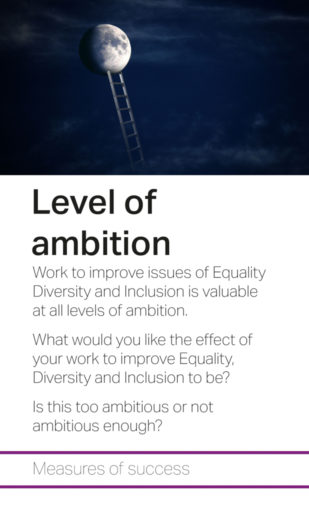 Level of
ambition
Work to improve issues of Equality
Diversity and Inclusion is valuable
at all levels of ambition.
What would you like the effect of
your work to improve Equality,
Diversity and Inclusion to be?
Is this too ambitious or not
ambitious enough?
Measures of success